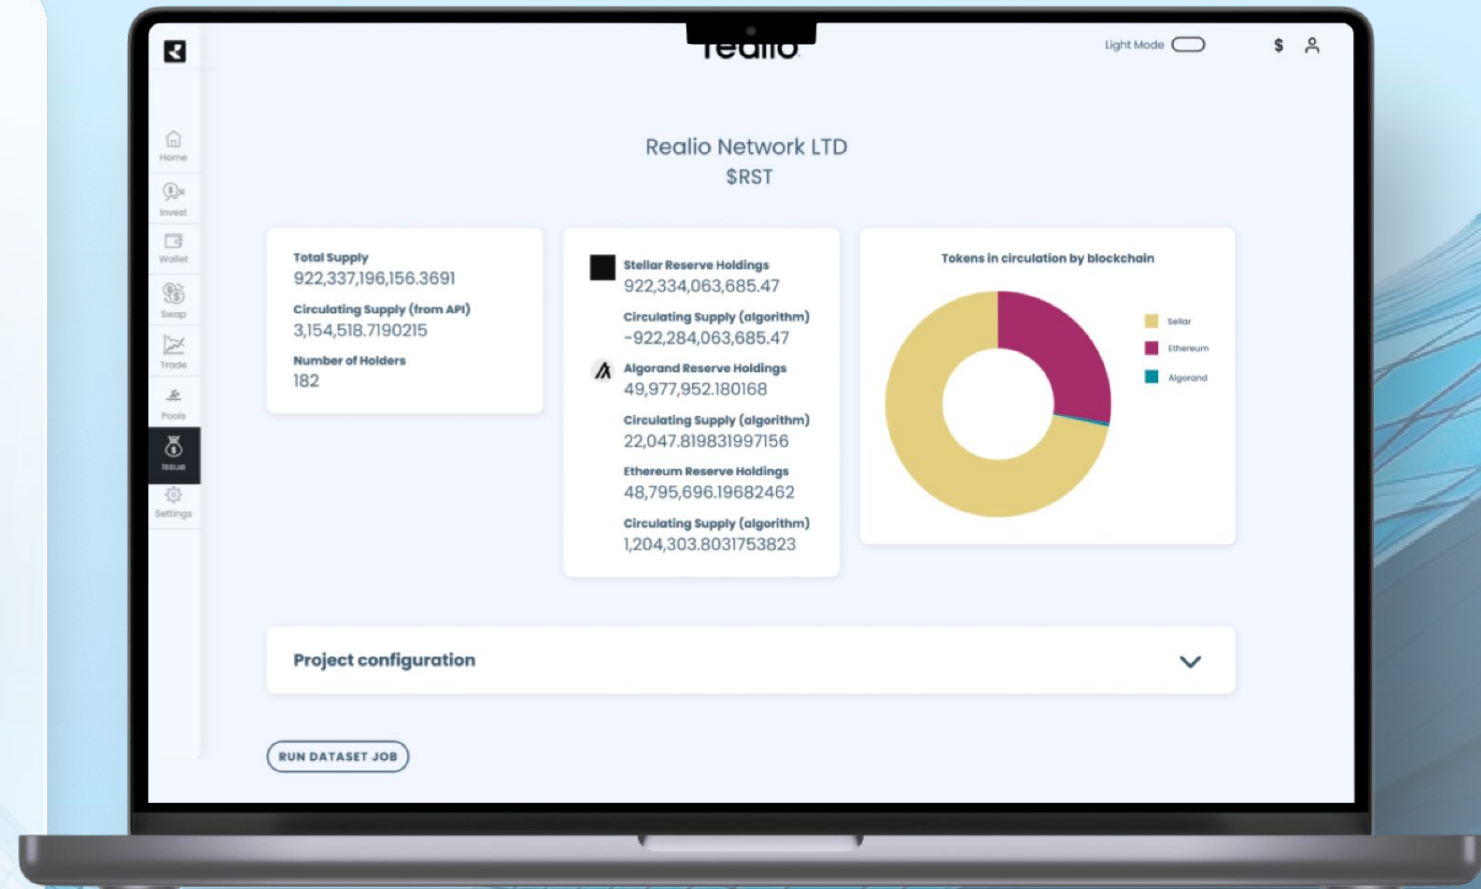 realio
Light Mode
$
Home
Invest
Wallet
Swap
Trade
Pools
Issue
Settings
Realio Network LTD
$RST
Total Supply
922,337,196,156.3691
Circulating Supply (from API)
3,154,518.7190215
Number of Holders
182
Stellar Reserve Holdings
922,334,063,685.47
Circulating Supply (algorithm)
-922,284,063,685.47
Algorand Reserve Holdings
49,977,952.180168
Circulating Supply (algorithm)
22,047.819831997156
Ethereum Reserve Holdings
48,795,696.19682462
Circulating Supply (algorithm)
1,204,303.8031753823
Tokens in circulation by blockchain
Sellar
Ethereum
Algorand
Project configuration
RUN DATASET JOB